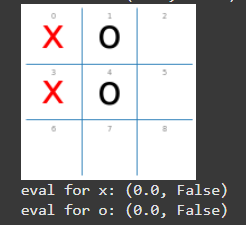 0 1 2
X O
3 4 5
X O
6 7 8
eval for x: (0.0, False)
eval for o: (0.0, False)